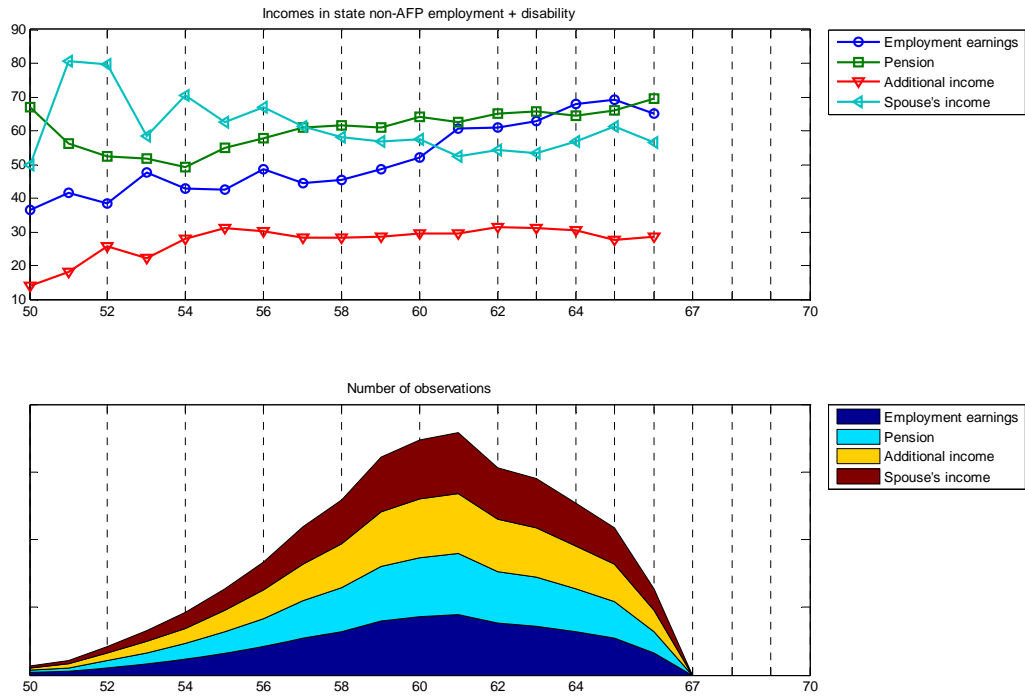 Incomes in state non-AFP employment + disability
90
80
70
60
50
40
30
20
10
50 52 54 56 58 60 62 64 67 70
Employment earnings
Pension
Additional income
Spouse's income
Number of observations
50 52 54 56 58 60 62 64 67 70
Employment earnings
Pension
Additional income
Spouse's income